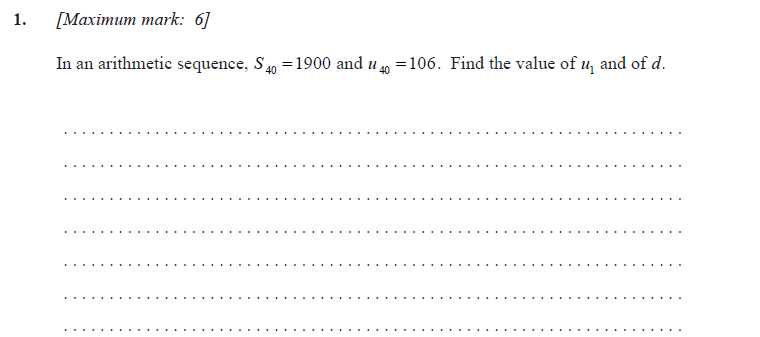 1. [Maximum mark: 6]
In an arithmetic sequence, S₄₀ =1900 and u₄₀ =106. Find the value of u₁ and of d.